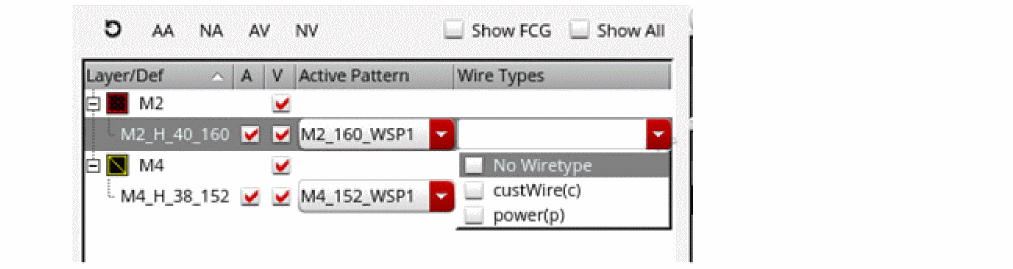 AA NA AV NV Show FCG Show All
Layer/Def A V Active Pattern Wire Types
M2
M2_H_40_160 M2_160_WSP1
M4 No Wiretype
custWire(c)
M4_H_38_152 M4_152_WSP1
power(p)